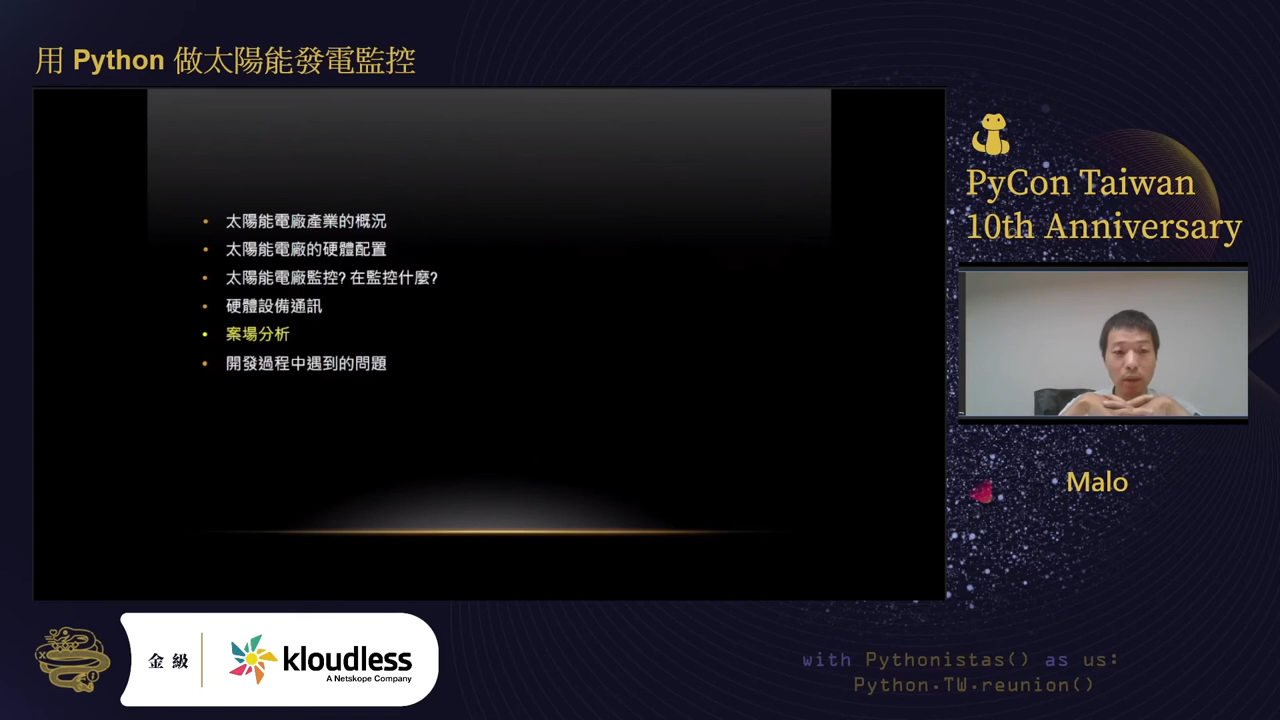 用 Python 做太陽能發電監控
太陽能電廠產業的概況
太陽能電廠的硬體配置
太陽能電廠監控? 在監控什麼?
硬體設備通訊
案場分析
開發過程中遇到的問題
PyCon Taiwan
10th Anniversary
Malo
金級
kloudless
A Netskope Company
with Pythonistas() as us:
Python.TW.reunion()